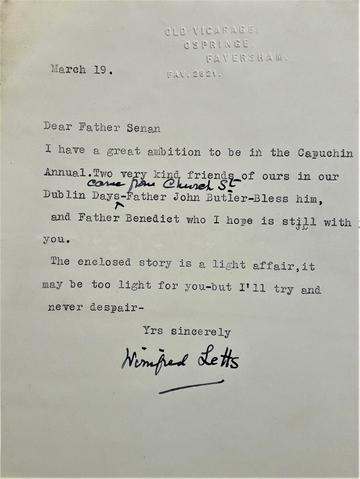 OLD VICARAGE.
OSPRINGE
FAVERSHAM.
FAV. 2821.
March 19.
Dear Father Senan
I have a great ambition to be in the Capuchin
Annual.Two very kind friends of ours in our
came from Church St
Dublin Days-Father John Butler-Bless him,
and Father Benedict who I hope is still with
you.
The enclosed story is a light affair,it
may be too light for you-but I'll try and
never despair-
Yrs sincerely
Winifred Letts